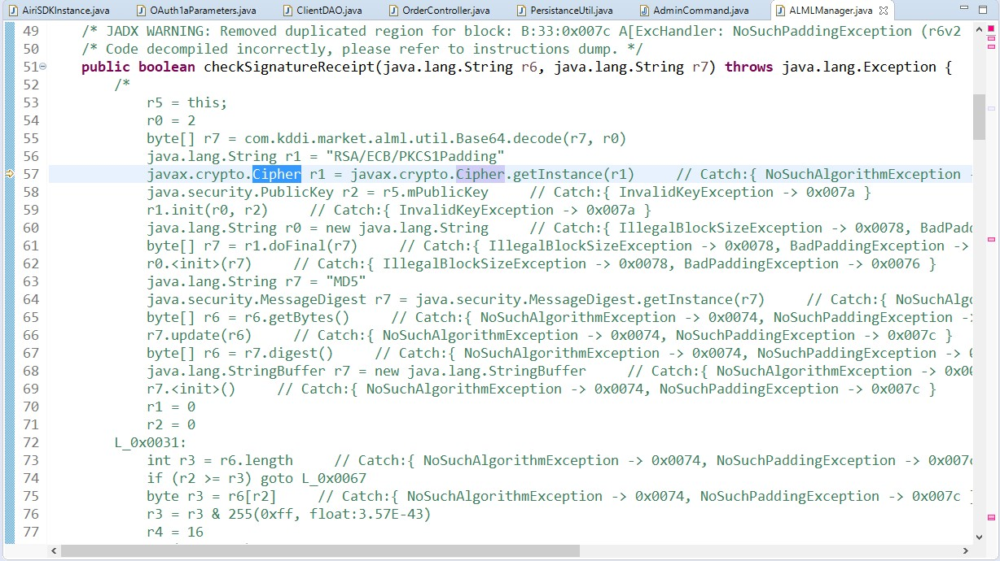 AiriSDKInstance.java OAuth1aParameters.java ClientDAO.java OrderController.java PersistanceUtil.java AdminCommand.java ALMLManager.java
49 /* JADX WARNING: Removed duplicated region for block: B:33:0x007c A[ExcHandler: NoSuchPaddingException (r6v2
50 /* Code decompiled incorrectly, please refer to instructions dump. */
51 public boolean checkSignatureReceipt(java.lang.String r6, java.lang.String r7) throws java.lang.Exception {
52 /*
53 r5 = this;
54 r0 = 2
55 byte[] r7 = com.kddi.market.alml.util.Base64.decode(r7, r0)
56 java.lang.String r1 = "RSA/ECB/PKCS1Padding"
57 javax.crypto.Cipher r1 = javax.crypto.Cipher.getInstance(r1) // Catch:{ NoSuchAlgorithmException -
58 java.security.PublicKey r2 = r5.mPublicKey // Catch:{ InvalidKeyException -> 0x007a }
59 r1.init(r0, r2) // Catch:{ InvalidKeyException -> 0x007a }
60 java.lang.String r0 = new java.lang.String // Catch:{ IllegalBlockSizeException -> 0x0078, BadPadd
61 byte[] r7 = r1.doFinal(r7) // Catch:{ IllegalBlockSizeException -> 0x0078, BadPaddingException ->
62 r0.<init>(r7) // Catch:{ IllegalBlockSizeException -> 0x0078, BadPaddingException -> 0x0076 }
63 java.lang.String r7 = "MD5"
64 java.security.MessageDigest r7 = java.security.MessageDigest.getInstance(r7) // Catch:{ NoSuchAlgo
65 byte[] r6 = r6.getBytes() // Catch:{ NoSuchAlgorithmException -> 0x0074, NoSuchPaddingException -
66 r7.update(r6) // Catch:{ NoSuchAlgorithmException -> 0x0074, NoSuchPaddingException -> 0x007c }
67 byte[] r6 = r7.digest() // Catch:{ NoSuchAlgorithmException -> 0x0074, NoSuchPaddingException -> 0
68 java.lang.StringBuffer r7 = new java.lang.StringBuffer // Catch:{ NoSuchAlgorithmException -> 0x00
69 r7.<init>() // Catch:{ NoSuchAlgorithmException -> 0x0074, NoSuchPaddingException -> 0x007c }
70 r1 = 0
71 r2 = 0
72 L_0x0031:
73 int r3 = r6.length // Catch:{ NoSuchAlgorithmException -> 0x0074, NoSuchPaddingException -> 0x007c
74 if (r2 >= r3) goto L_0x0067
75 byte r3 = r6[r2] // Catch:{ NoSuchAlgorithmException -> 0x0074, NoSuchPaddingException -> 0x007c }
76 r3 = r3 & 255(0xff, float:3.57E-43)
77 r4 = 16